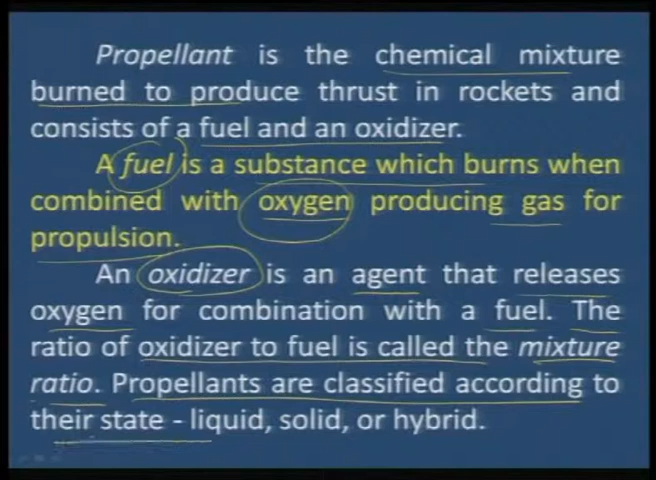 Propellant is the chemical mixture
burned to produce thrust in rockets and
consists of a fuel and an oxidizer.
A fuel is a substance which burns when
combined with oxygen producing gas for
propulsion.
An oxidizer is an agent that releases
oxygen for combination with a fuel. The
ratio of oxidizer to fuel is called the mixture
ratio. Propellants are classified according to
their state - liquid, solid, or hybrid.